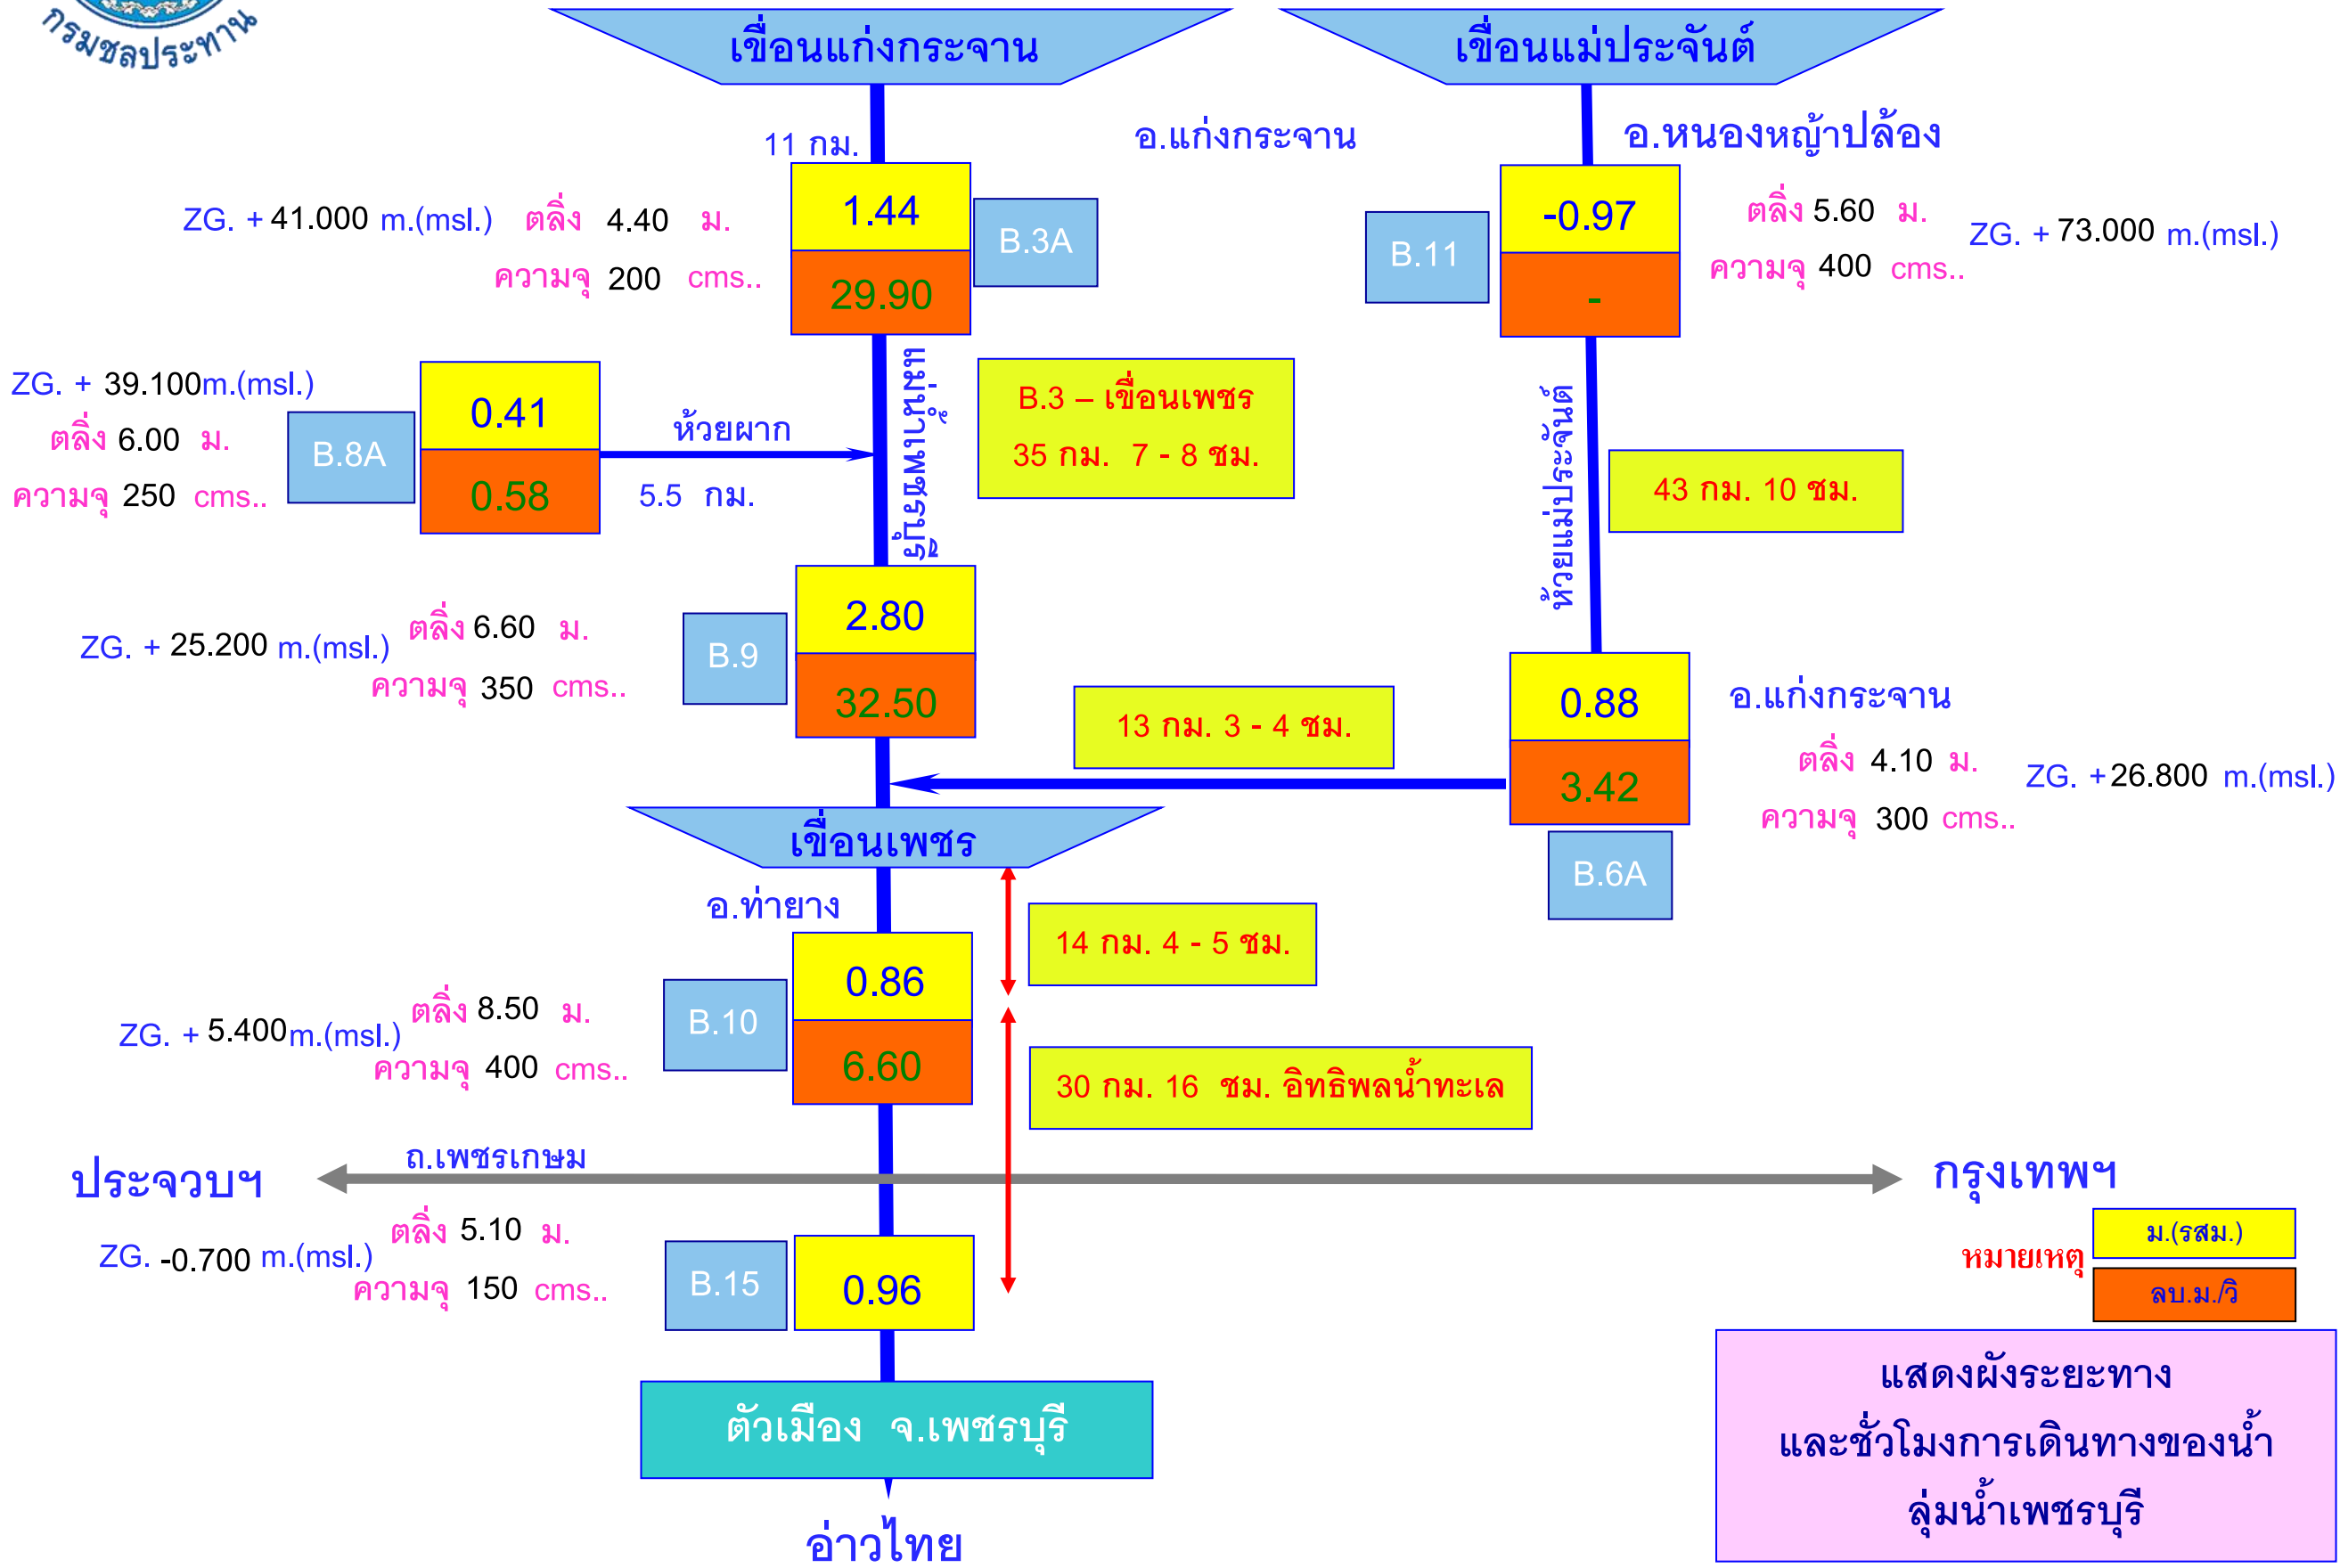 กรมชลประทาน
เขื่อนแก่งกระจาน
เขื่อนแม่ประจันต์
11 กม.
อ.แก่งกระจาน
อ.หนองหญ้าปล้อง
ZG. + 41.000 m.(msl.)
ตลิ่ง 4.40 ม.
ความจุ 200 cms..
1.44
29.90
B.3A
B.11
-0.97
-
ตลิ่ง 5.60 ม.
ความจุ 400 cms..
ZG. + 73.000 m.(msl.)
ZG. + 39.100m.(msl.)
ตลิ่ง 6.00 ม.
ความจุ 250 cms..
B.8A
0.41
0.58
ห้วยผาก
5.5 กม.
แม่น้ำเพชรบุรี
B.3 – เขื่อนเพชร
35 กม. 7 - 8 ชม.
ห้วยแม่ประจันต์
43 กม. 10 ชม.
ZG. + 25.200 m.(msl.)
ตลิ่ง 6.60 ม.
ความจุ 350 cms..
B.9
2.80
32.50
13 กม. 3 - 4 ชม.
0.88
3.42
อ.แก่งกระจาน
ตลิ่ง 4.10 ม.
ความจุ 300 cms..
ZG. +26.800 m.(msl.)
B.6A
เขื่อนเพชร
อ.ท่ายาง
14 กม. 4 - 5 ชม.
ZG. + 5.400m.(msl.)
ตลิ่ง 8.50 ม.
ความจุ 400 cms..
B.10
0.86
6.60
30 กม. 16 ชม. อิทธิพลน้ำทะเล
ประจวบฯ
ถ.เพชรเกษม
กรุงเทพฯ
ZG. -0.700 m.(msl.)
ตลิ่ง 5.10 ม.
ความจุ 150 cms..
B.15
0.96
หมายเหตุ
ม.(รสม.)
ลบ.ม./วิ
ตัวเมือง จ.เพชรบุรี
อ่าวไทย
แสดงผังระยะทาง
และชั่วโมงการเดินทางของน้ำ
ลุ่มน้ำเพชรบุรี